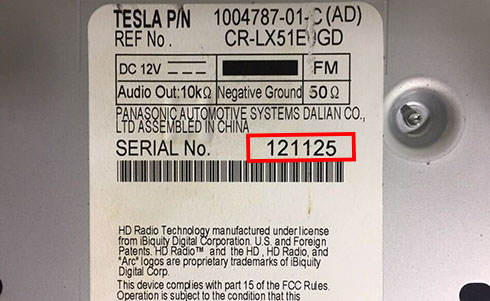 TESLA P/N 1004787-01-C (AD)
REF No. CR-LX51E GD
DC 12V FM
Audio Out: 10kΩ Negative Ground 50Ω
PANASONIC AUTOMOTIVE SYSTEMS DALIAN CO.,
LTD ASSEMBLED IN CHINA
SERIAL No. 121125
HD Radio Technology manufactured under license
from iBiquity Digital Corporation. U.S. and Foreign
Patents. HD Radio™ and the HD, HD Radio, and
"Arc" logos are proprietary trademarks of iBiquity
Digital Corp.
This device complies with part 15 of the FCC Rules.
Operation is subject to the condition that this